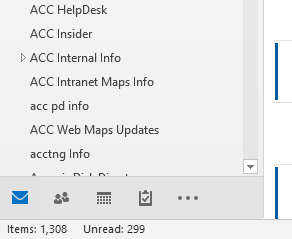 ACC HelpDesk
ACC Insider
ACC Internal Info
ACC Intranet Maps Info
acc pd info
ACC Web Maps Updates
acctng Info
Items: 1,308 Unread: 299